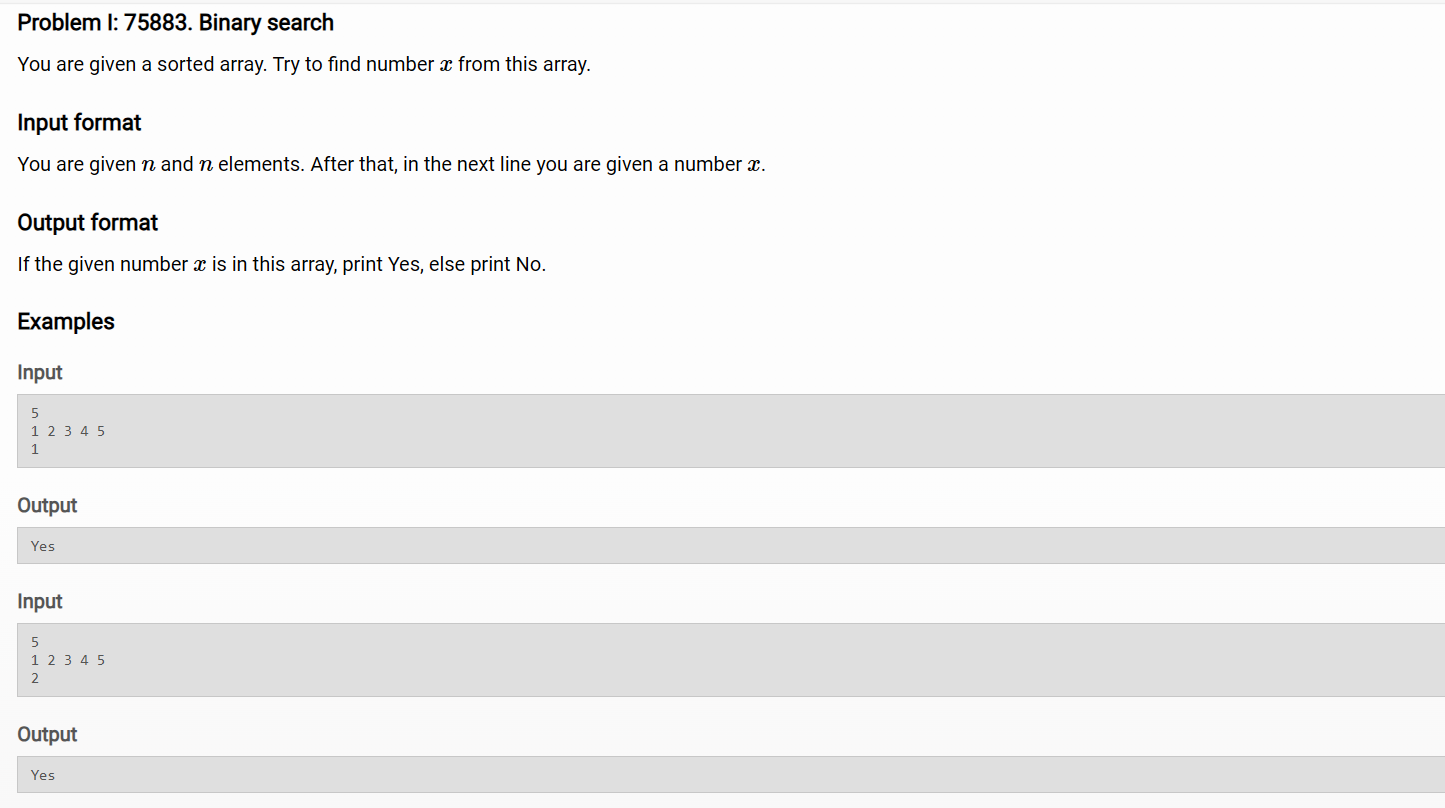 Problem I: 75883. Binary search
You are given a sorted array. Try to find number x from this array.
Input format
You are given n and n elements. After that, in the next line you are given a number x.
Output format
If the given number x is in this array, print Yes, else print No.
Examples
Input
5
1 2 3 4 5
1
Output
Yes
Input
5
1 2 3 4 5
2
Output
Yes